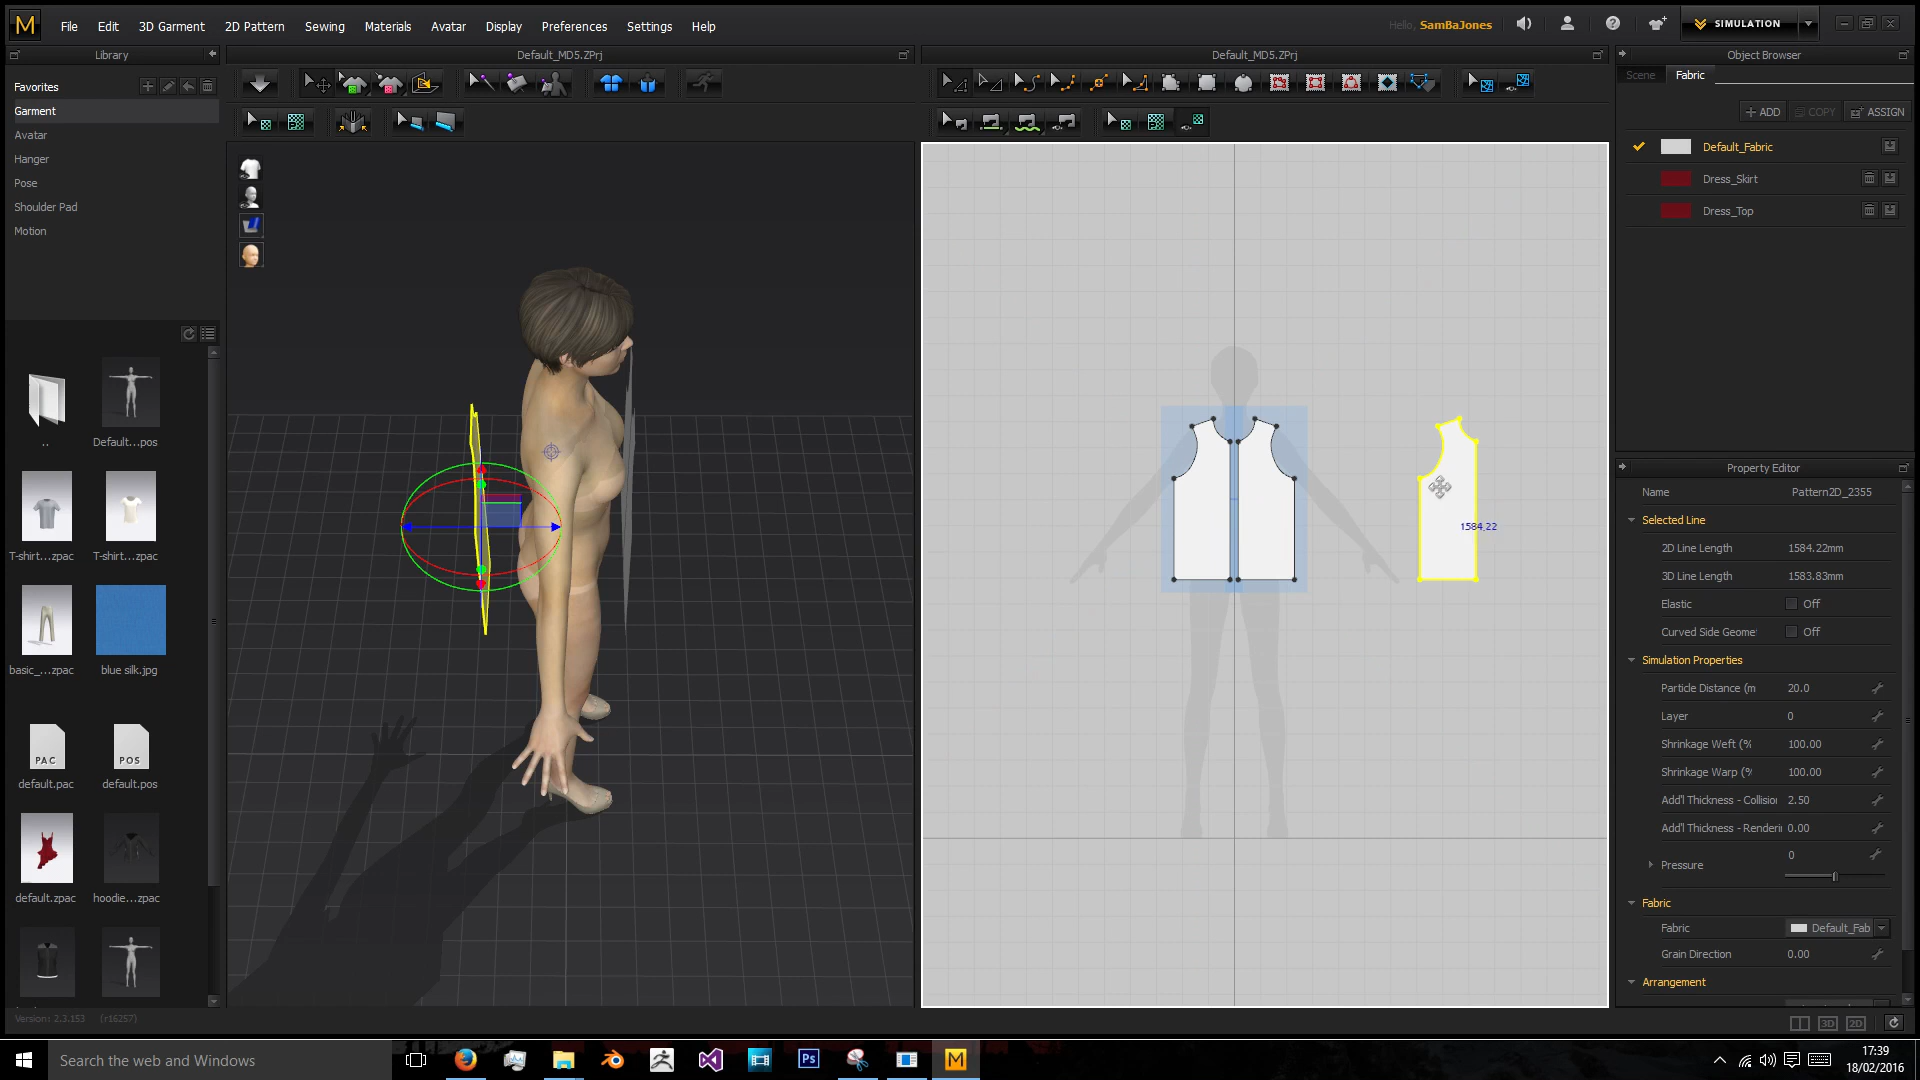 M File Edit 3D Garment 2D Pattern Sewing Materials Avatar Display Preferences Settings Help Hello, SamBaJones SIMULATION
Library Default_MD5.ZPrj Default_MD5.ZPrj Object Browser
Scene Fabric
Favorites
Garment
Avatar
Hanger
Pose
Shoulder Pad
Motion
+ ADD COPY ASSIGN
Default_Fabric
Dress_Skirt
Dress_Top
..
Default...pos
T-shirt...zpac
T-shirt...zpac
basic_...zpac
blue silk.jpg
PAC
default.pac
POS
default.pos
default.zpac
hoodie...zpac
1584.22
Property Editor
Name Pattern2D_2355
Selected Line
2D Line Length 1584.22mm
3D Line Length 1583.83mm
Elastic Off
Curved Side Geome Off
Simulation Properties
Particle Distance (m 20.0
Layer 0
Shrinkage Weft (% 100.00
Shrinkage Warp (% 100.00
Add'l Thickness - Collision 2.50
Add'l Thickness - Renderi 0.00
Pressure 0
Fabric
Fabric Default_Fab
Grain Direction 0.00
Arrangement
Version: 2.3.153 (r16257)
3D 2D
Search the web and Windows
Ps
M
17:39
18/02/2016